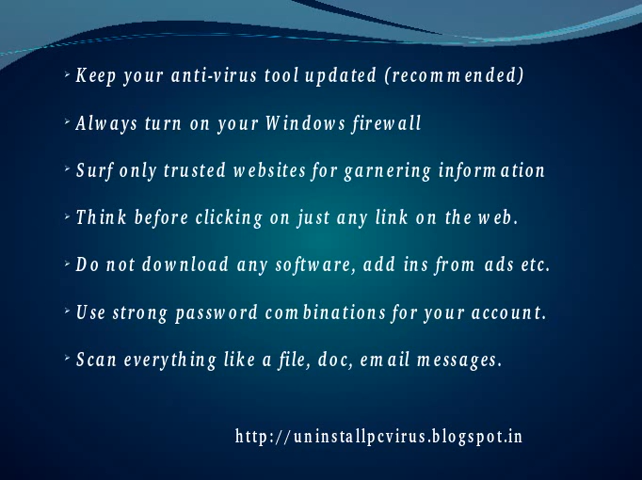 Keep your anti-virus tool updated (recommended)
Always turn on your Windows firewall
Surf only trusted websites for garnering information
Think before clicking on just any link on the web.
Do not download any software, add ins from ads etc.
Use strong password combinations for your account.
Scan everything like a file, doc, email messages.
http://uninstallpcvirus.blogspot.in